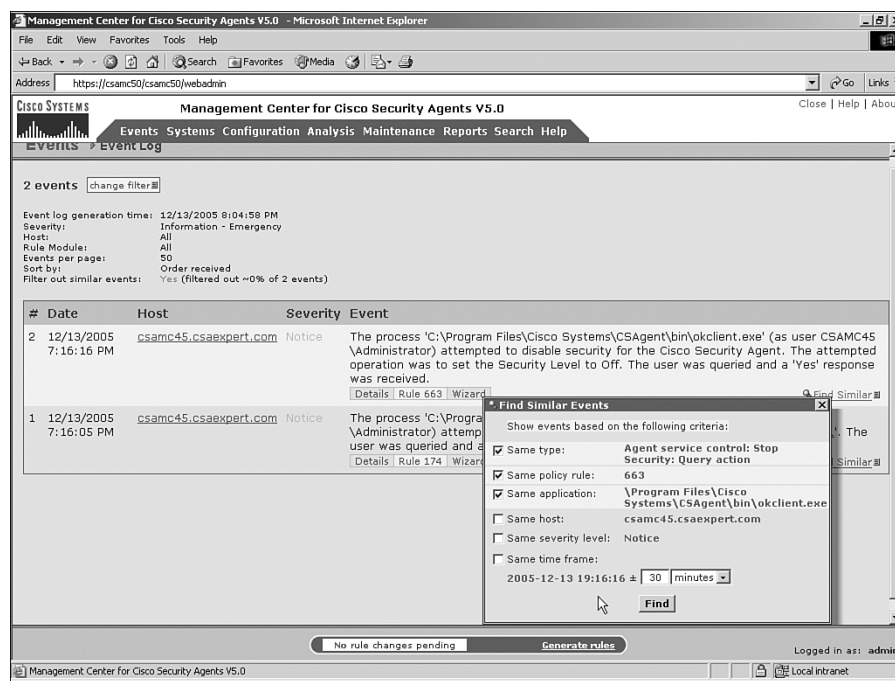 Management Center for Cisco Security Agents V5.0 - Microsoft Internet Explorer
File Edit View Favorites Tools Help
Back Search Favorites Media
Address https://csamc50/csamc50/webadmin Go Links
CISCO SYSTEMS
Management Center for Cisco Security Agents V5.0
Close | Help | Abou
Events Systems Configuration Analysis Maintenance Reports Search Help
Events Event Log
2 events change filter
Event log generation time: 12/13/2005 8:04:58 PM
Severity: Information - Emergency
Host: All
Rule Module: All
Events per page: 50
Sort by: Order received
Filter out similar events: Yes (filtered out ~0% of 2 events)
# Date Host Severity Event
2 12/13/2005 7:16:16 PM csamc45.csaexpert.com Notice
The process 'C:\Program Files\Cisco Systems\CSAgent\bin\okclient.exe' (as user CSAMC45
\Administrator) attempted to disable security for the Cisco Security Agent. The attempted
operation was to set the Security Level to Off. The user was queried and a 'Yes' response
was received.
Details Rule 663 Wizard Find Similar
1 12/13/2005 7:16:05 PM csamc45.csaexpert.com Notice
The process 'C:\Progra
\Administrator) attemp . The
user was queried and a
Details Rule 174 Wizard Similar
Find Similar Events
Show events based on the following criteria:
Same type: Agent service control: Stop
Security: Query action
Same policy rule: 663
Same application: \Program Files\Cisco
Systems\CSAgent\bin\okclient.exe
Same host: csamc45.csaexpert.com
Same severity level: Notice
Same time frame:
2005-12-13 19:16:16 ± 30 minutes
Find
No rule changes pending Generate rules
Logged in as: admin
Management Center for Cisco Security Agents V5.0 Local intranet